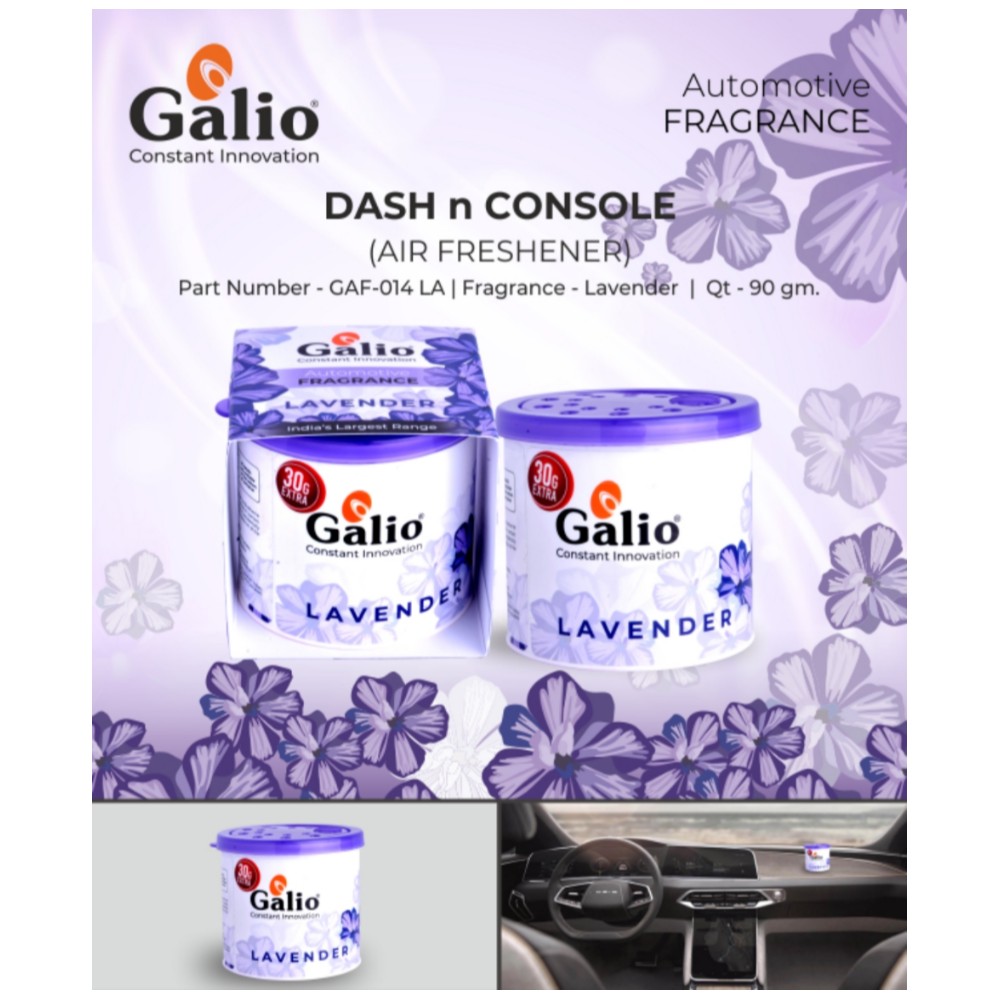 Galio®
Constant Innovation
Automotive
FRAGRANCE
DASH n CONSOLE
(AIR FRESHENER)
Part Number - GAF-014 LA | Fragrance - Lavender | Qt - 90 gm.
Galio
Constant Innovation
Automotive
FRAGRANCE
LAVENDER
India's Largest Range
30G
EXTRA
Galio®
Constant Innovation
LAVENDER
30G
EXTRA
Galio®
Constant Innovation
LAVENDER
30G
EXTRA
Galio®
Constant Innovation
LAVENDER
Galio